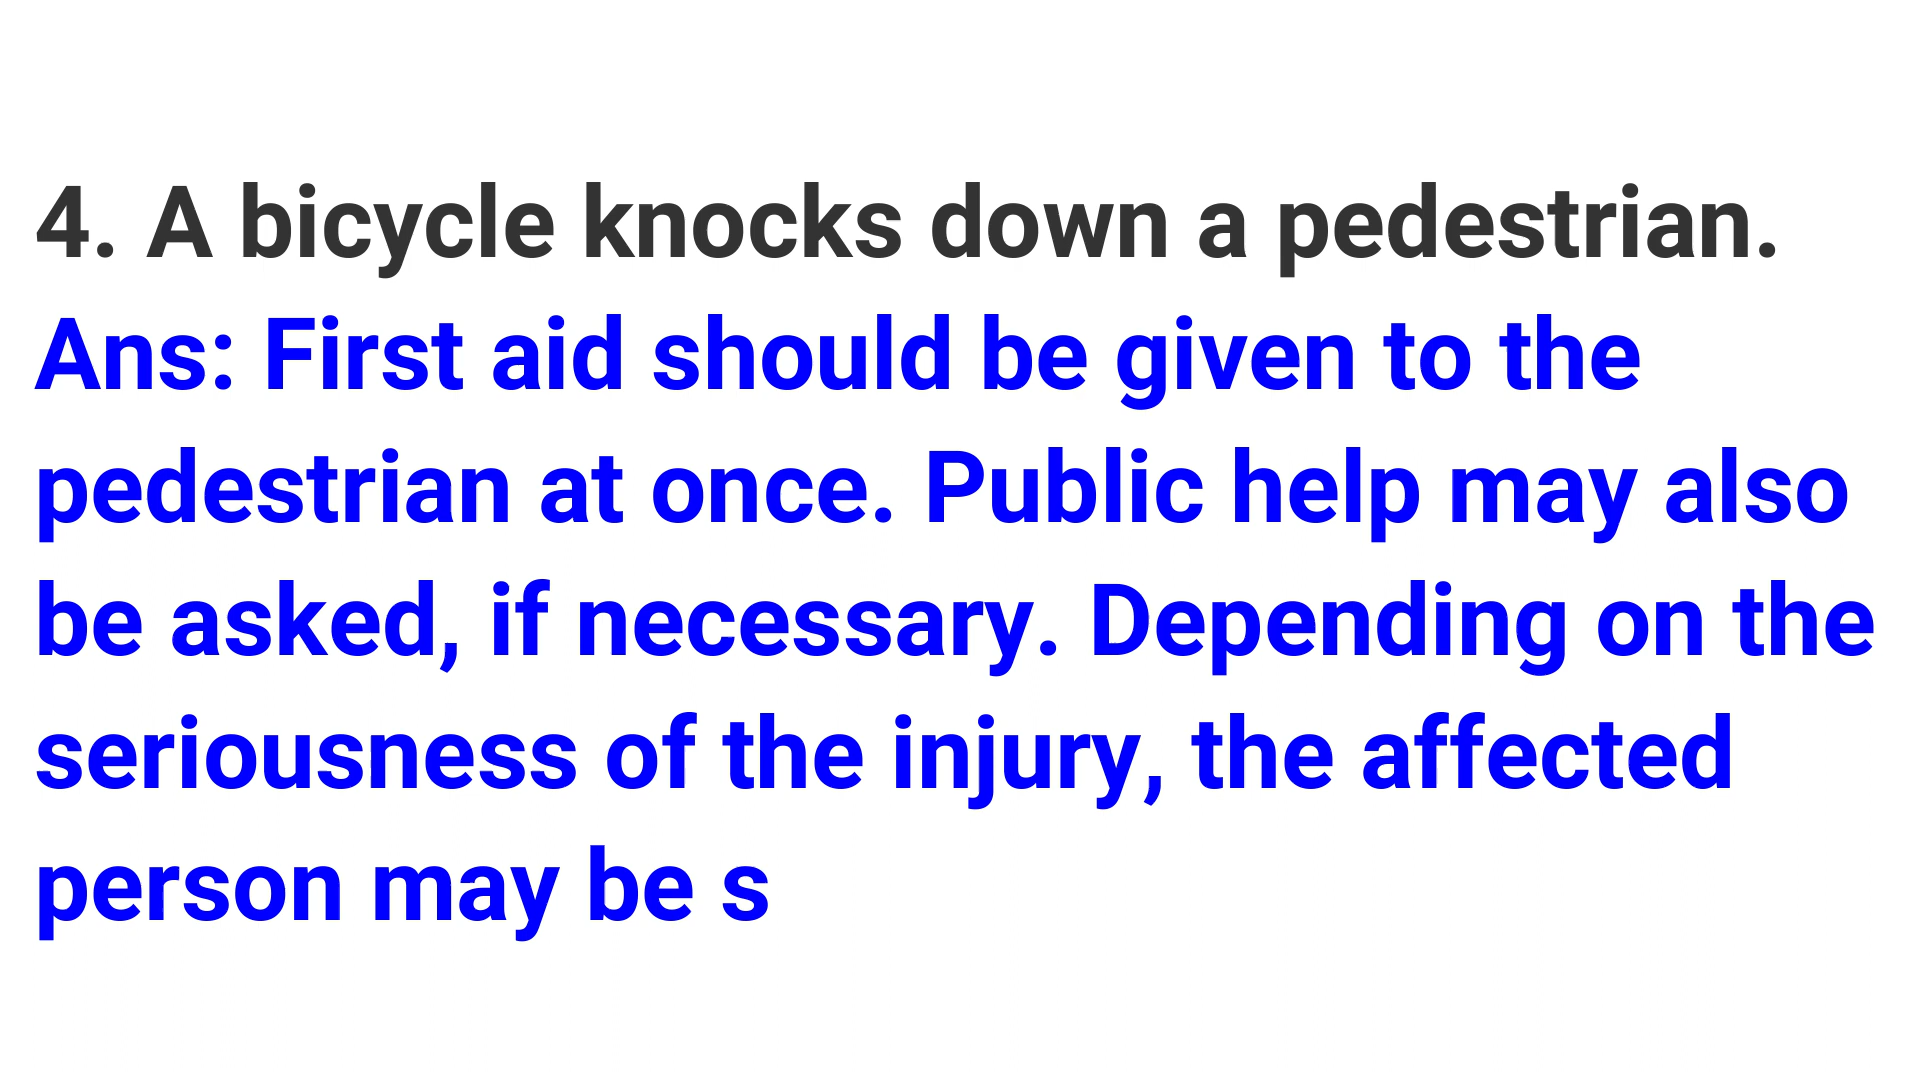 4. A bicycle knocks down a pedestrian.
Ans: First aid should be given to the
pedestrian at once. Public help may also
be asked, if necessary. Depending on the
seriousness of the injury, the affected
person may be s